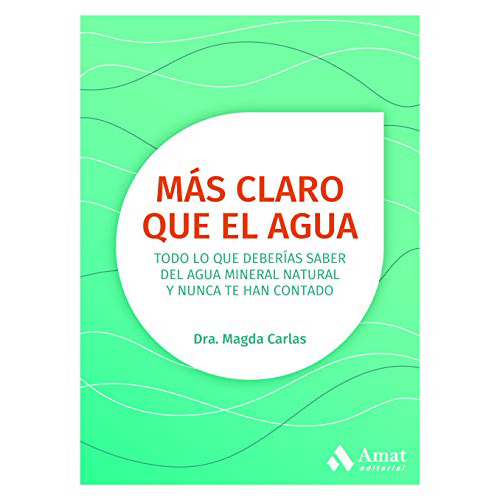 MÁS CLARO
QUE EL AGUA
TODO LO QUE DEBERÍAS SABER
DEL AGUA MINERAL NATURAL
Y NUNCA TE HAN CONTADO
Dra. Magda Carlas
Amat
editorial